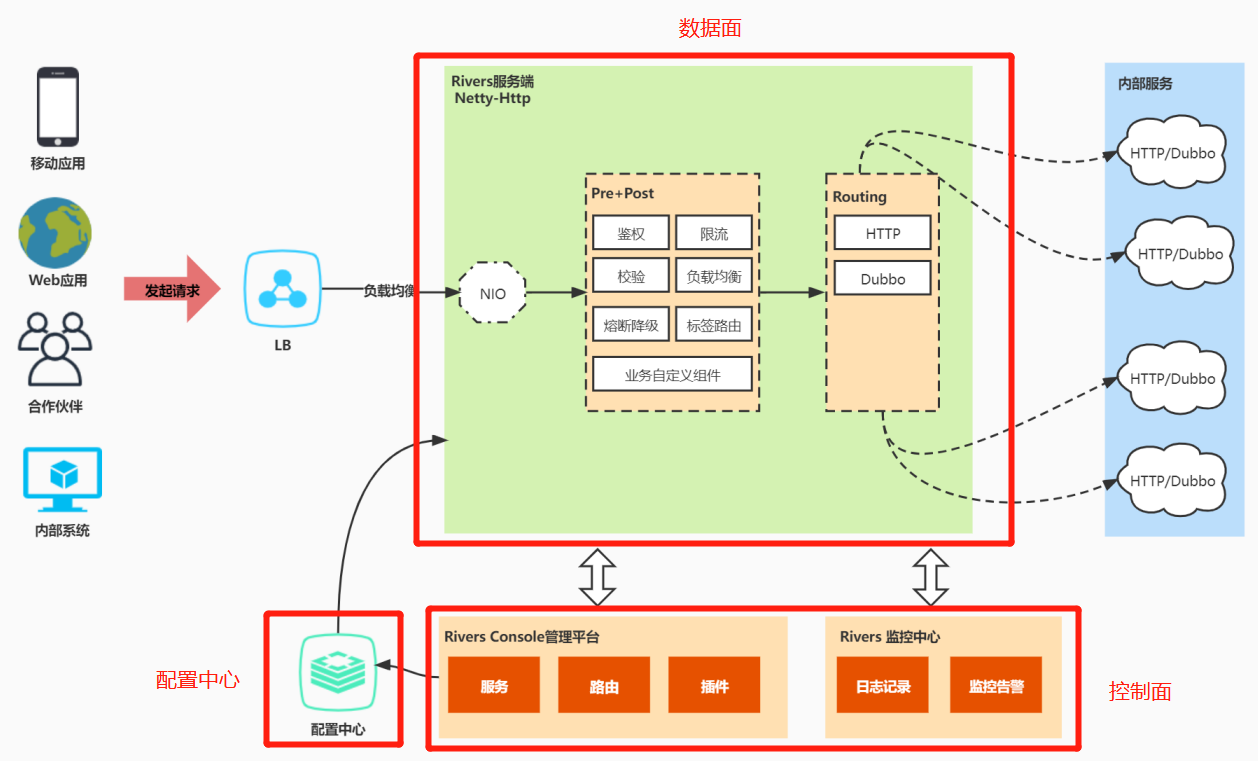 数据面
Rivers服务端
Netty-Http
内部服务
移动应用
Web应用
合作伙伴
内部系统
发起请求
LB
负载均衡
NIO
Pre+Post
鉴权
限流
校验
负载均衡
熔断降级
标签路由
业务自定义组件
Routing
HTTP
Dubbo
HTTP/Dubbo
HTTP/Dubbo
HTTP/Dubbo
HTTP/Dubbo
配置中心
配置中心
Rivers Console管理平台
服务
路由
插件
Rivers 监控中心
日志记录
监控告警
控制面